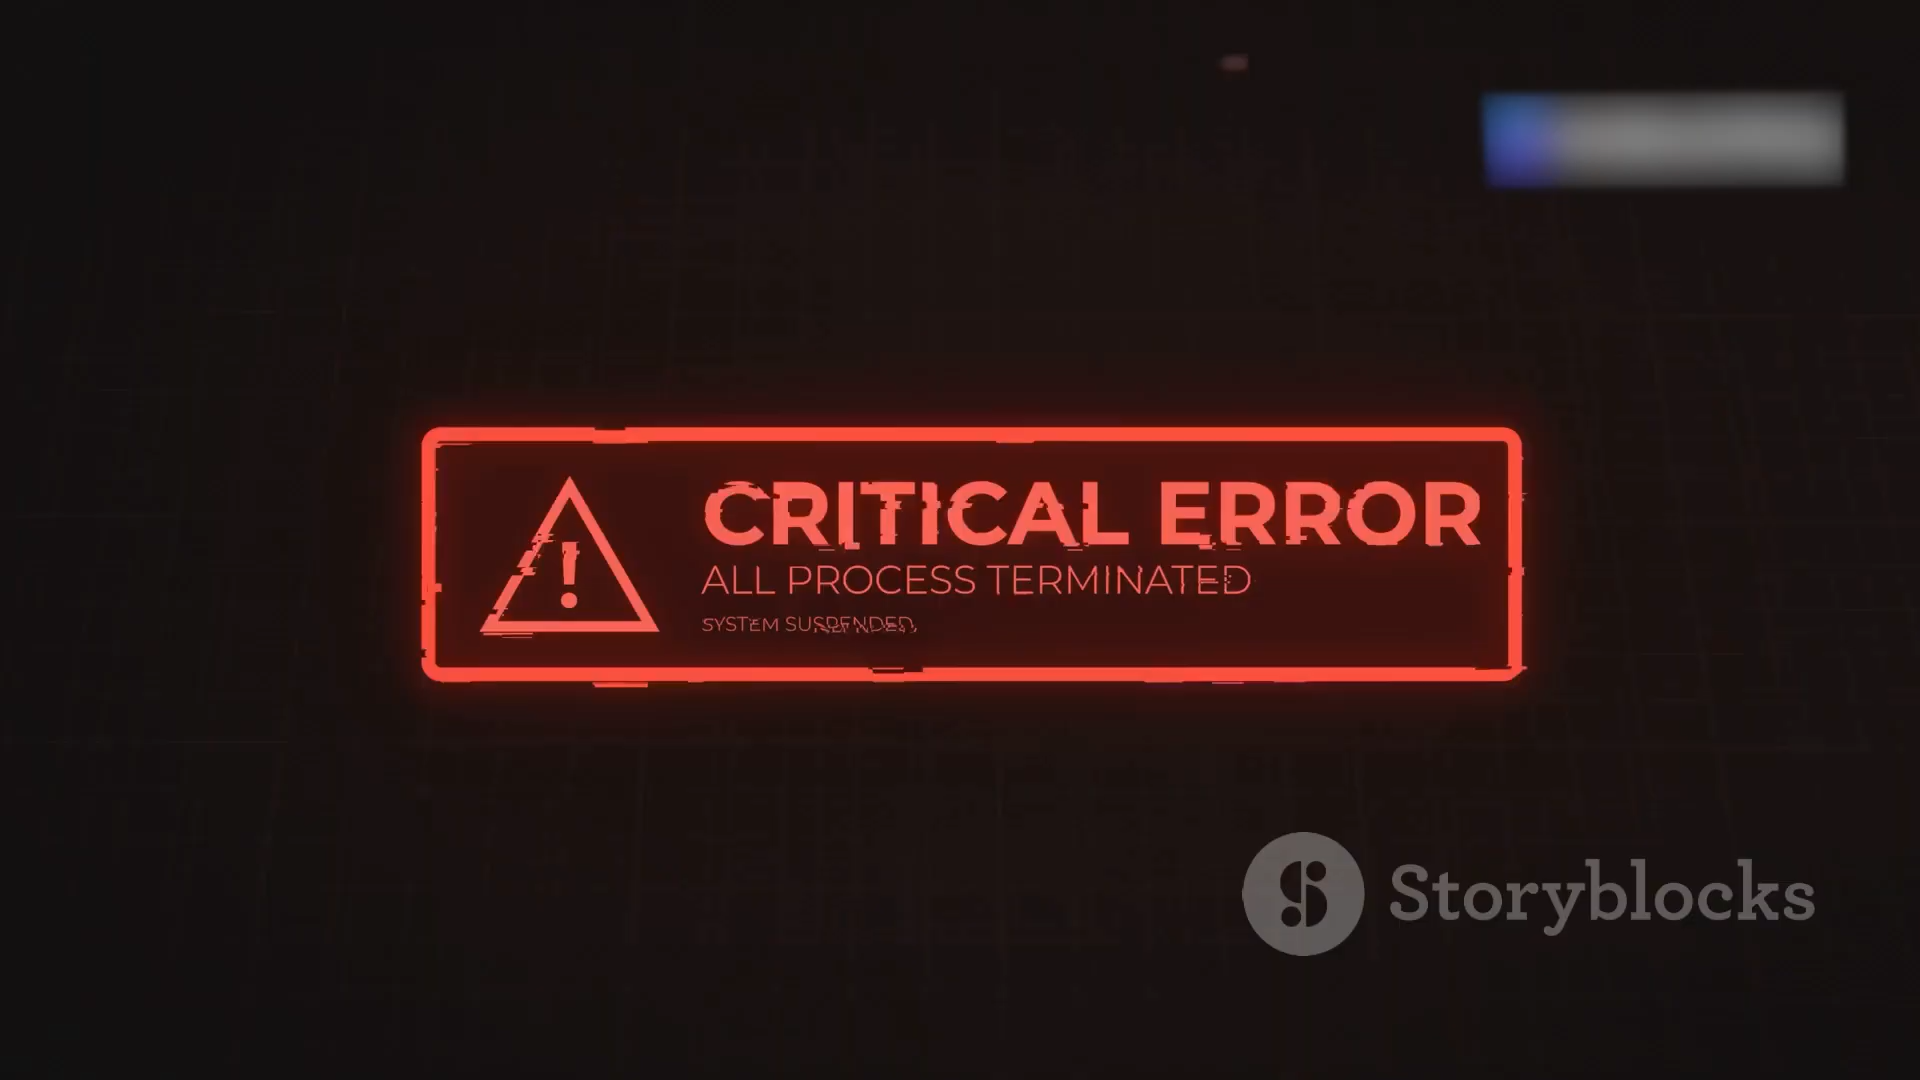 CRITICAL ERROR
ALL PROCESS TERMINATED
SYSTEM SUSPENDED
Storyblocks